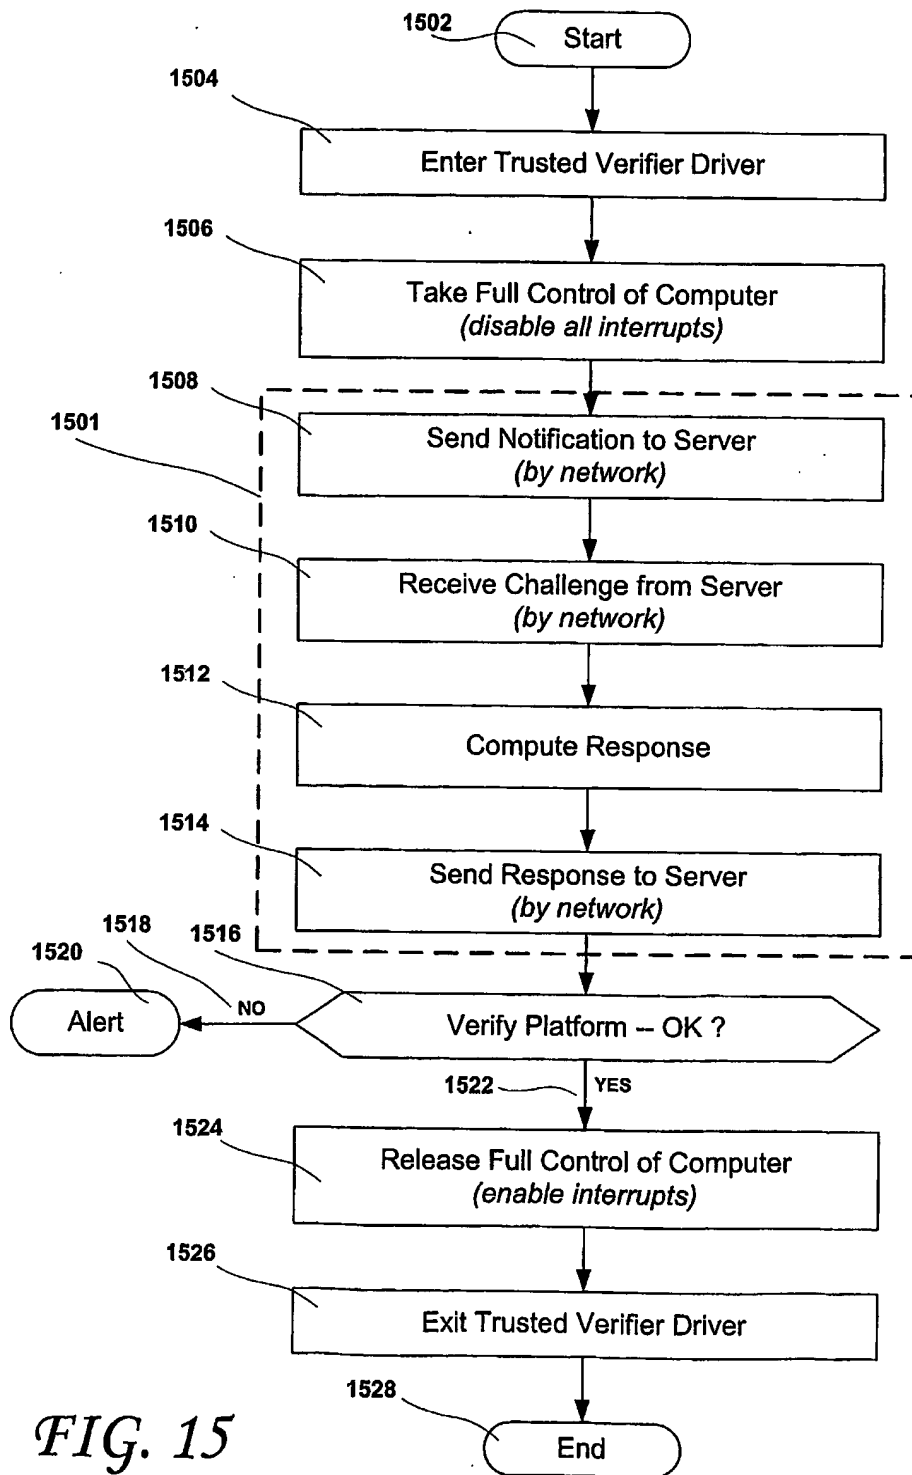 1502
Start
1504
Enter Trusted Verifier Driver
1506
Take Full Control of Computer
(disable all interrupts)
1508
1501
Send Notification to Server
(by network)
1510
Receive Challenge from Server
(by network)
1512
Compute Response
1514
Send Response to Server
(by network)
1518
1516
1520
Alert
NO
Verify Platform -- OK ?
1522
YES
1524
Release Full Control of Computer
(enable interrupts)
1526
Exit Trusted Verifier Driver
1528
End
FIG. 15